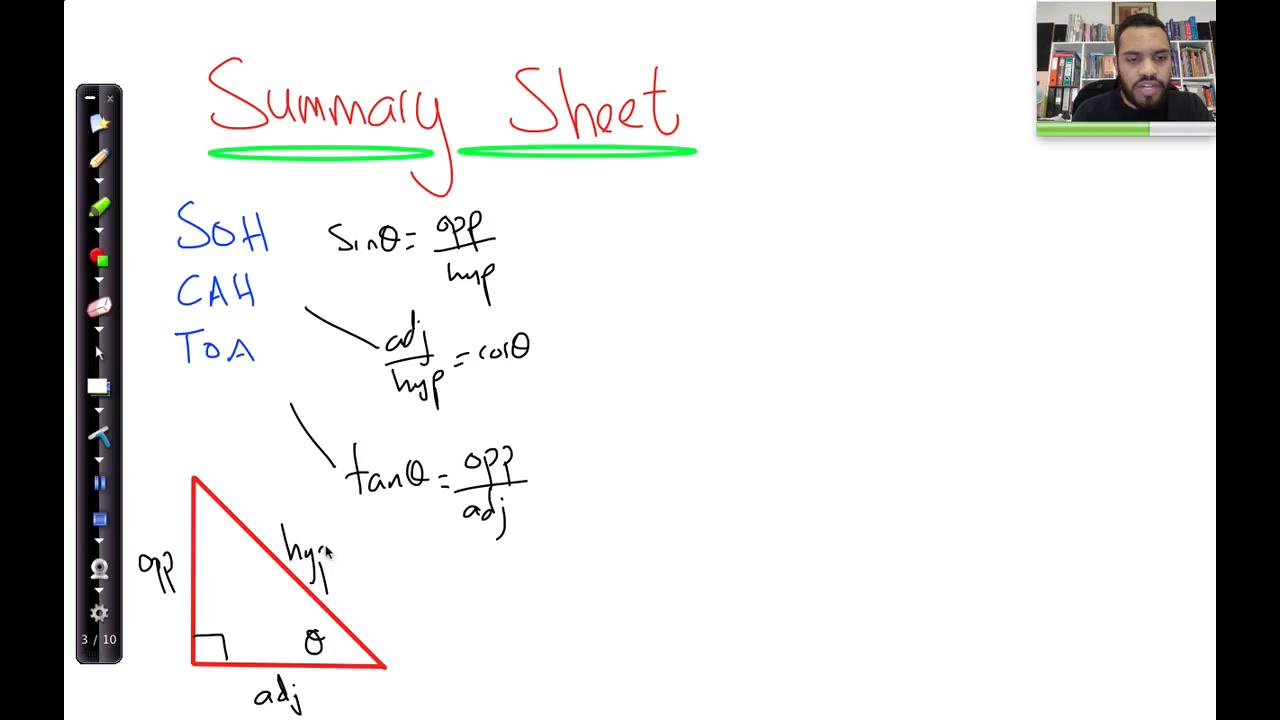 Summary Sheet
SOH
sinθ = opp/hyp
CAH
adj/hyp = cosθ
TOA
tanθ = opp/adj
opp
hyp
θ
adj
3 / 10